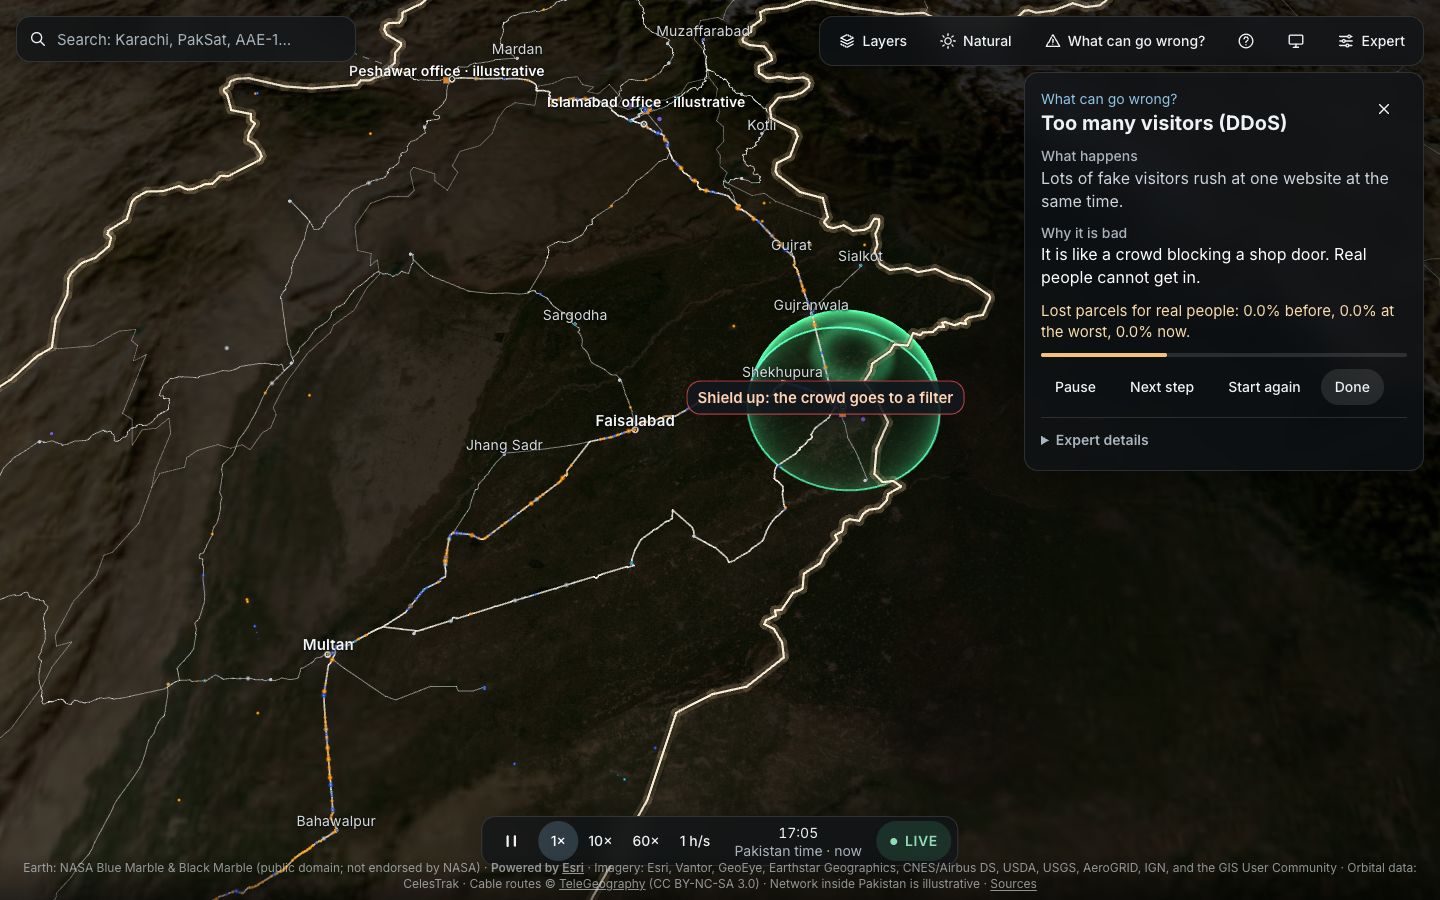 Search: Karachi, PakSat, AAE-1...
Layers
Natural
What can go wrong?
Expert
Muzaffarabad
Mardan
Peshawar office · illustrative
Islamabad office · illustrative
Kotli
Gujrat
Sialkot
Gujranwala
Sargodha
Shekhupura
Shield up: the crowd goes to a filter
Faisalabad
Jhang Sadr
Multan
Bahawalpur
What can go wrong?
Too many visitors (DDoS)
What happens
Lots of fake visitors rush at one website at the
same time.
Why it is bad
It is like a crowd blocking a shop door. Real
people cannot get in.
Lost parcels for real people: 0.0% before, 0.0% at
the worst, 0.0% now.
Pause
Next step
Start again
Done
Expert details
1×
10×
60×
1 h/s
17:05
Pakistan time · now
LIVE
Earth: NASA Blue Marble & Black Marble (public domain; not endorsed by NASA) · Powered by Esri · Imagery: Esri, Vantor, GeoEye, Earthstar Geographics, CNES/Airbus DS, USDA, USGS, AeroGRID, IGN, and the GIS User Community · Orbital data:
CelesTrak · Cable routes © TeleGeography (CC BY-NC-SA 3.0) · Network inside Pakistan is illustrative · Sources